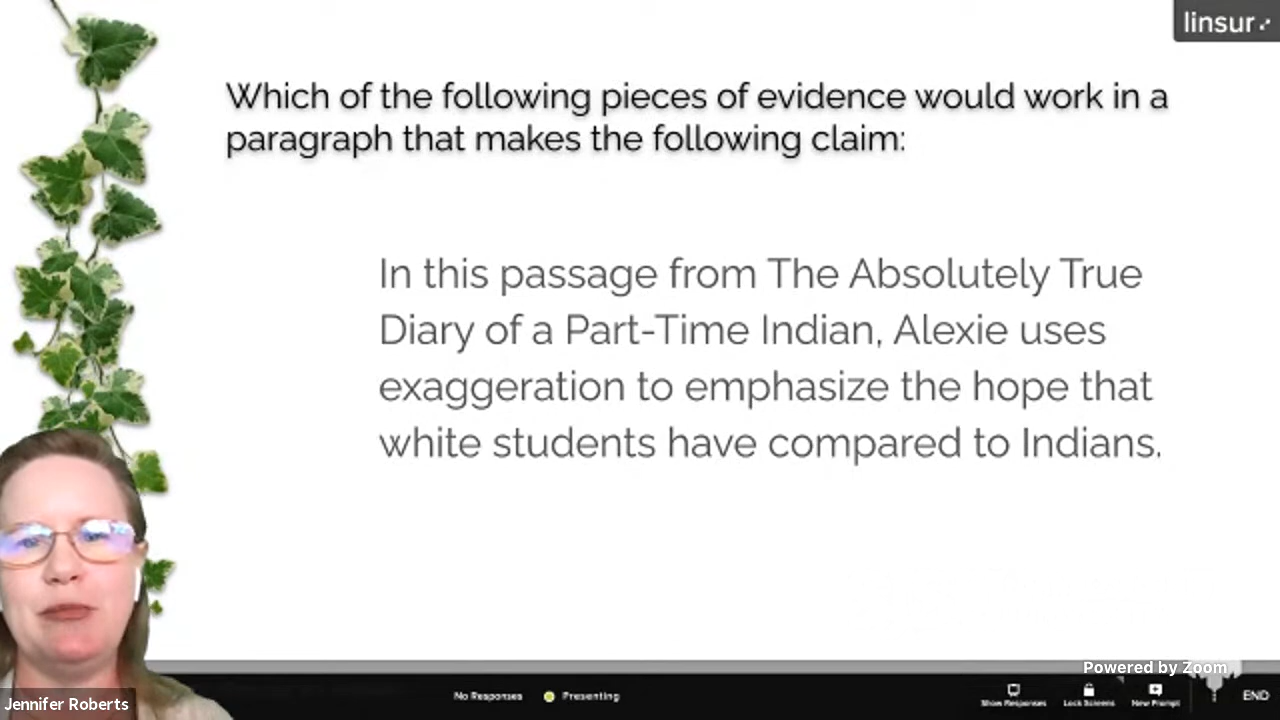 linsur
Which of the following pieces of evidence would work in a
paragraph that makes the following claim:
In this passage from The Absolutely True
Diary of a Part-Time Indian, Alexie uses
exaggeration to emphasize the hope that
white students have compared to Indians.
Powered by Zoom
No Responses
Presenting
Show Responses
Lock Screens
New Prompt
END
Jennifer Roberts